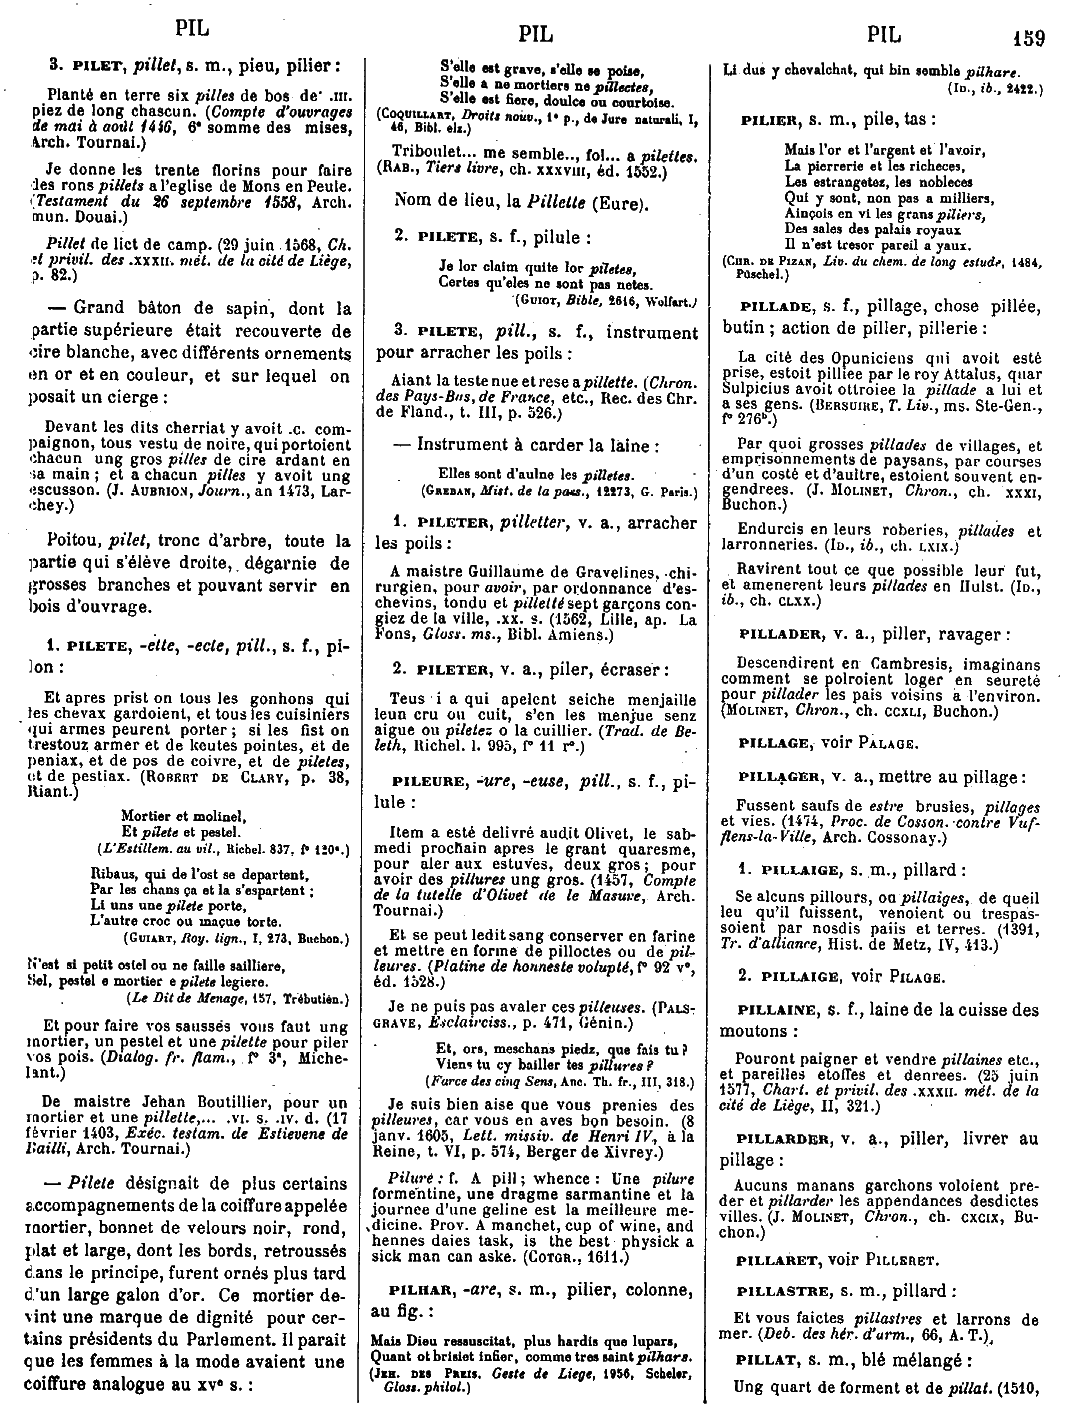 PIL
PIL
PIL 159
3. PILET, pillet, s. m., pieu, pilier :
Planté en terre six pilles de bos de .III.
piez de long chascun. (Compte d'ouvrages
de mai à août 1416, 6e somme des mises,
Arch. Tournai.)
Je donne les trente florins pour faire
les rons pillets a l'eglise de Mons en Peule.
(Testament du 26 septembre 1558, Arch.
mun. Douai.)
Pillet de lict de camp. (29 juin 1568, Ch.
et privil. des .XXXII. mét. de la cité de Liège,
p. 82.)
— Grand bâton de sapin, dont la
partie supérieure était recouverte de
cire blanche, avec différents ornements
en or et en couleur, et sur lequel on
posait un cierge :
Devant les dits cherriat y avoit .c. com-
paignon, tous vestu de noire, qui portoient
chacun ung gros pilles de cire ardant en
sa main ; et a chacun pilles y avoit ung
escusson. (J. AUBRION, Journ., an 1473, Lar-
chey.)
Poitou, pilet, tronc d'arbre, toute la
partie qui s'élève droite, dégarnie de
grosses branches et pouvant servir en
bois d'ouvrage.
1. PILETE, -ette, -ecte, pill., s. f., pi-
lon :
Et apres prist on tous les gonhons qui
les chevax gardoient, et tous les cuisiniers
qui armes peurent porter ; si les fist on
trestouz armer et de keutes pointes, et de
peniax, et de pos de coivre, et de piletes,
et de pestiax. (ROBERT DE CLARY, p. 38,
Riant.)
Mortier et molinel,
Et pilete et pestel.
(L'Estillem. au vil., Richel. 837, f° 120a.)
Ribaus, qui de l'ost se departent,
Par les chans ça et la s'espartent ;
Li uns une pilete porte,
L'autre croc ou maçue torte.
(GUIART, Roy. lign., I, 273, Buchon.)
N'est si petit ostel ou ne faille sailliere,
Sel, pestel e mortier e pilete legiere.
(Le Dit de Menage, 157, Trébutien.)
Et pour faire vos saussés vous faut ung
mortier, un pestel et une pilette pour piler
vos pois. (Dialog. fr. flam., f° 3a, Miche-
lant.)
De maistre Jehan Boutillier, pour un
mortier et une pillette,... .VI. s. .IV. d. (17
février 1403, Exéc. testam. de Estievene de
Bailli, Arch. Tournai.)
— Pilete désignait de plus certains
accompagnements de la coiffure appelée
mortier, bonnet de velours noir, rond,
plat et large, dont les bords, retroussés
dans le principe, furent ornés plus tard
d'un large galon d'or. Ce mortier de-
vint une marque de dignité pour cer-
tains présidents du Parlement. Il parait
que les femmes à la mode avaient une
coiffure analogue au xve s. :
S'elle est grave, s'elle se poise,
S'elle a ne mortiers ne pillectes,
S'elle est fiere, doulce ou courtoise.
(COQUILLART, Droits nouv., 1e p., de Jure naturali, I,
46, Bibl. elz.)
Triboulet... me semble.., fol... a pilettes.
(RAB., Tiers livre, ch. XXXVIII, éd. 1552.)
Nom de lieu, la Pillette (Eure).
2. PILETE, s. f., pilule :
Je lor claim quite lor piletes,
Certes qu'eles ne sont pas netes.
(GUIOT, Bible, 2616, Wolfart.)
3. PILETE, pill., s. f., instrument
pour arracher les poils :
Aiant la teste nue et rese a pillette. (Chron.
des Pays-Bas, de France, etc., Rec. des Chr.
de Fland., t. III, p. 526.)
— Instrument à carder la laine :
Elles sont d'aulne les pilletes.
(GREBAN, Mist. de la pass., 12273, G. Paris.)
1. PILETER, pilletter, v. a., arracher
les poils :
A maistre Guillaume de Gravelines, chi-
rurgien, pour avoir, par ordonnance d'es-
chevins, tondu et pilletté sept garçons con-
giez de la ville, .XX. s. (1562, Lille, ap. La
Fons, Gloss. ms., Bibl. Amiens.)
2. PILETER, v. a., piler, écraser :
Teus i a qui apelent seiche menjaille
leun cru ou cuit, s'en les menjue senz
aigue ou piletez o la cuillier. (Trad. de Be-
leth, Richel. l. 995, f° 11 r°.)
PILEURE, -ure, -euse, pill., s. f., pi-
lule :
Item a esté delivré audit Olivet, le sab-
medi prochain apres le grant quaresme,
pour aler aux estuves, deux gros ; pour
avoir des pillures ung gros. (1457, Compte
de la tutelle d'Olivet de le Masure, Arch.
Tournai.)
Et se peut ledit sang conserver en farine
et mettre en forme de pilloctes ou de pil-
leures. (Platine de honneste volupté, f° 92 v°,
éd. 1528.)
Je ne puis pas avaler ces pilleuses. (PALS-
GRAVE, Esclairciss., p. 471, Génin.)
Et, ors, meschans piedz, que fais tu ?
Viens tu cy bailler tes pillures ?
(Farce des cinq Sens, Anc. Th. fr., III, 318.)
Je suis bien aise que vous prenies des
pilleures, car vous en aves bon besoin. (8
janv. 1605, Lett. missiv. de Henri IV, à la
Reine, t. VI, p. 574, Berger de Xivrey.)
Pilure : f. A pill ; whence : Une pilure
formentine, une dragme sarmantine et la
journée d'une geline est la meilleure me-
dicine. Prov. A manchet, cup of wine, and
hennes daies task, is the best physick a
sick man can aske. (COTGR., 1611.)
PILHAR, -are, s. m., pilier, colonne,
au fig. :
Mais Dieu ressuscitat, plus hardis que lupars,
Quant ot brisiet infier, comme tres saint pilhars.
(JEH. DES PREIS, Geste de Liege, 1956, Scheler,
Gloss. philol.)
Li dus y chevalchat, qui bin semble pilhare.
(ID., ib., 2422.)
PILIER, s. m., pile, tas :
Mais l'or et l'argent et l'avoir,
La pierrerie et les richeces,
Les estrangetez, les nobleces
Qui y sont, non pas a milliers,
Ainçois en vi les grans piliers,
Des sales des palais royaux
Il n'est tresor pareil a yaux.
(CHR. DE PIZAN, Liv. du chem. de long estude, 1484,
Püschel.)
PILLADE, s. f., pillage, chose pillée,
butin ; action de piller, pillerie :
La cité des Opuniciens qui avoit esté
prise, estoit pilliee par le roy Attalus, quar
Sulpicius avoit ottroiee la pillade a lui et
a ses gens. (BERSUIRE, T. Liv., ms. Ste-Gen.,
f° 276b.)
Par quoi grosses pillades de villages, et
emprisonnements de paysans, par courses
d'un costé et d'aultre, estoient souvent en-
gendrees. (J. MOLINET, Chron., ch. XXXI,
Buchon.)
Endurcis en leurs roberies, pillades et
larronneries. (ID., ib., ch. LXIX.)
Ravirent tout ce que possible leur fut,
et amenerent leurs pillades en Hulst. (ID.,
ib., ch. CLXX.)
PILLADER, v. a., piller, ravager :
Descendirent en Cambresis, imaginans
comment se polroient loger en seureté
pour pillader les pais voisins a l'environ.
(MOLINET, Chron., ch. CCXLI, Buchon.)
PILLAGE, voir PALAGE.
PILLAGER, v. a., mettre au pillage :
Fussent saufs de estre brusies, pillages
et vies. (1474, Proc. de Cosson. contre Vuf-
flens-la-Ville, Arch. Cossonay.)
1. PILLAIGE, s. m., pillard :
Se alcuns pillours, oa pillaiges, de queil
leu qu'il fuissent, venoient ou trespas-
soient par nosdis paiis et terres. (1391,
Tr. d'alliance, Hist. de Metz, IV, 413.)
2. PILLAIGE, voir PILAGE.
PILLAINE, s. f., laine de la cuisse des
moutons :
Pouront paigner et vendre pillaines etc.,
et pareilles etoffes et denrees. (25 juin
1577, Chart. et privil. des .XXXII. mét. de la
cité de Liège, II, 321.)
PILLARDER, v. a., piller, livrer au
pillage :
Aucuns manans garchons voloient pre-
der et pillarder les appendances desdictes
villes. (J. MOLINET, Chron., ch. CXCIX, Bu-
chon.)
PILLARET, voir PILLERET.
PILLASTRE, s. m., pillard :
Et vous faictes pillastres et larrons de
mer. (Deb. des hér. d'arm., 66, A. T.)
PILLAT, s. m., blé mélangé :
Ung quart de forment et de pillat. (1510,